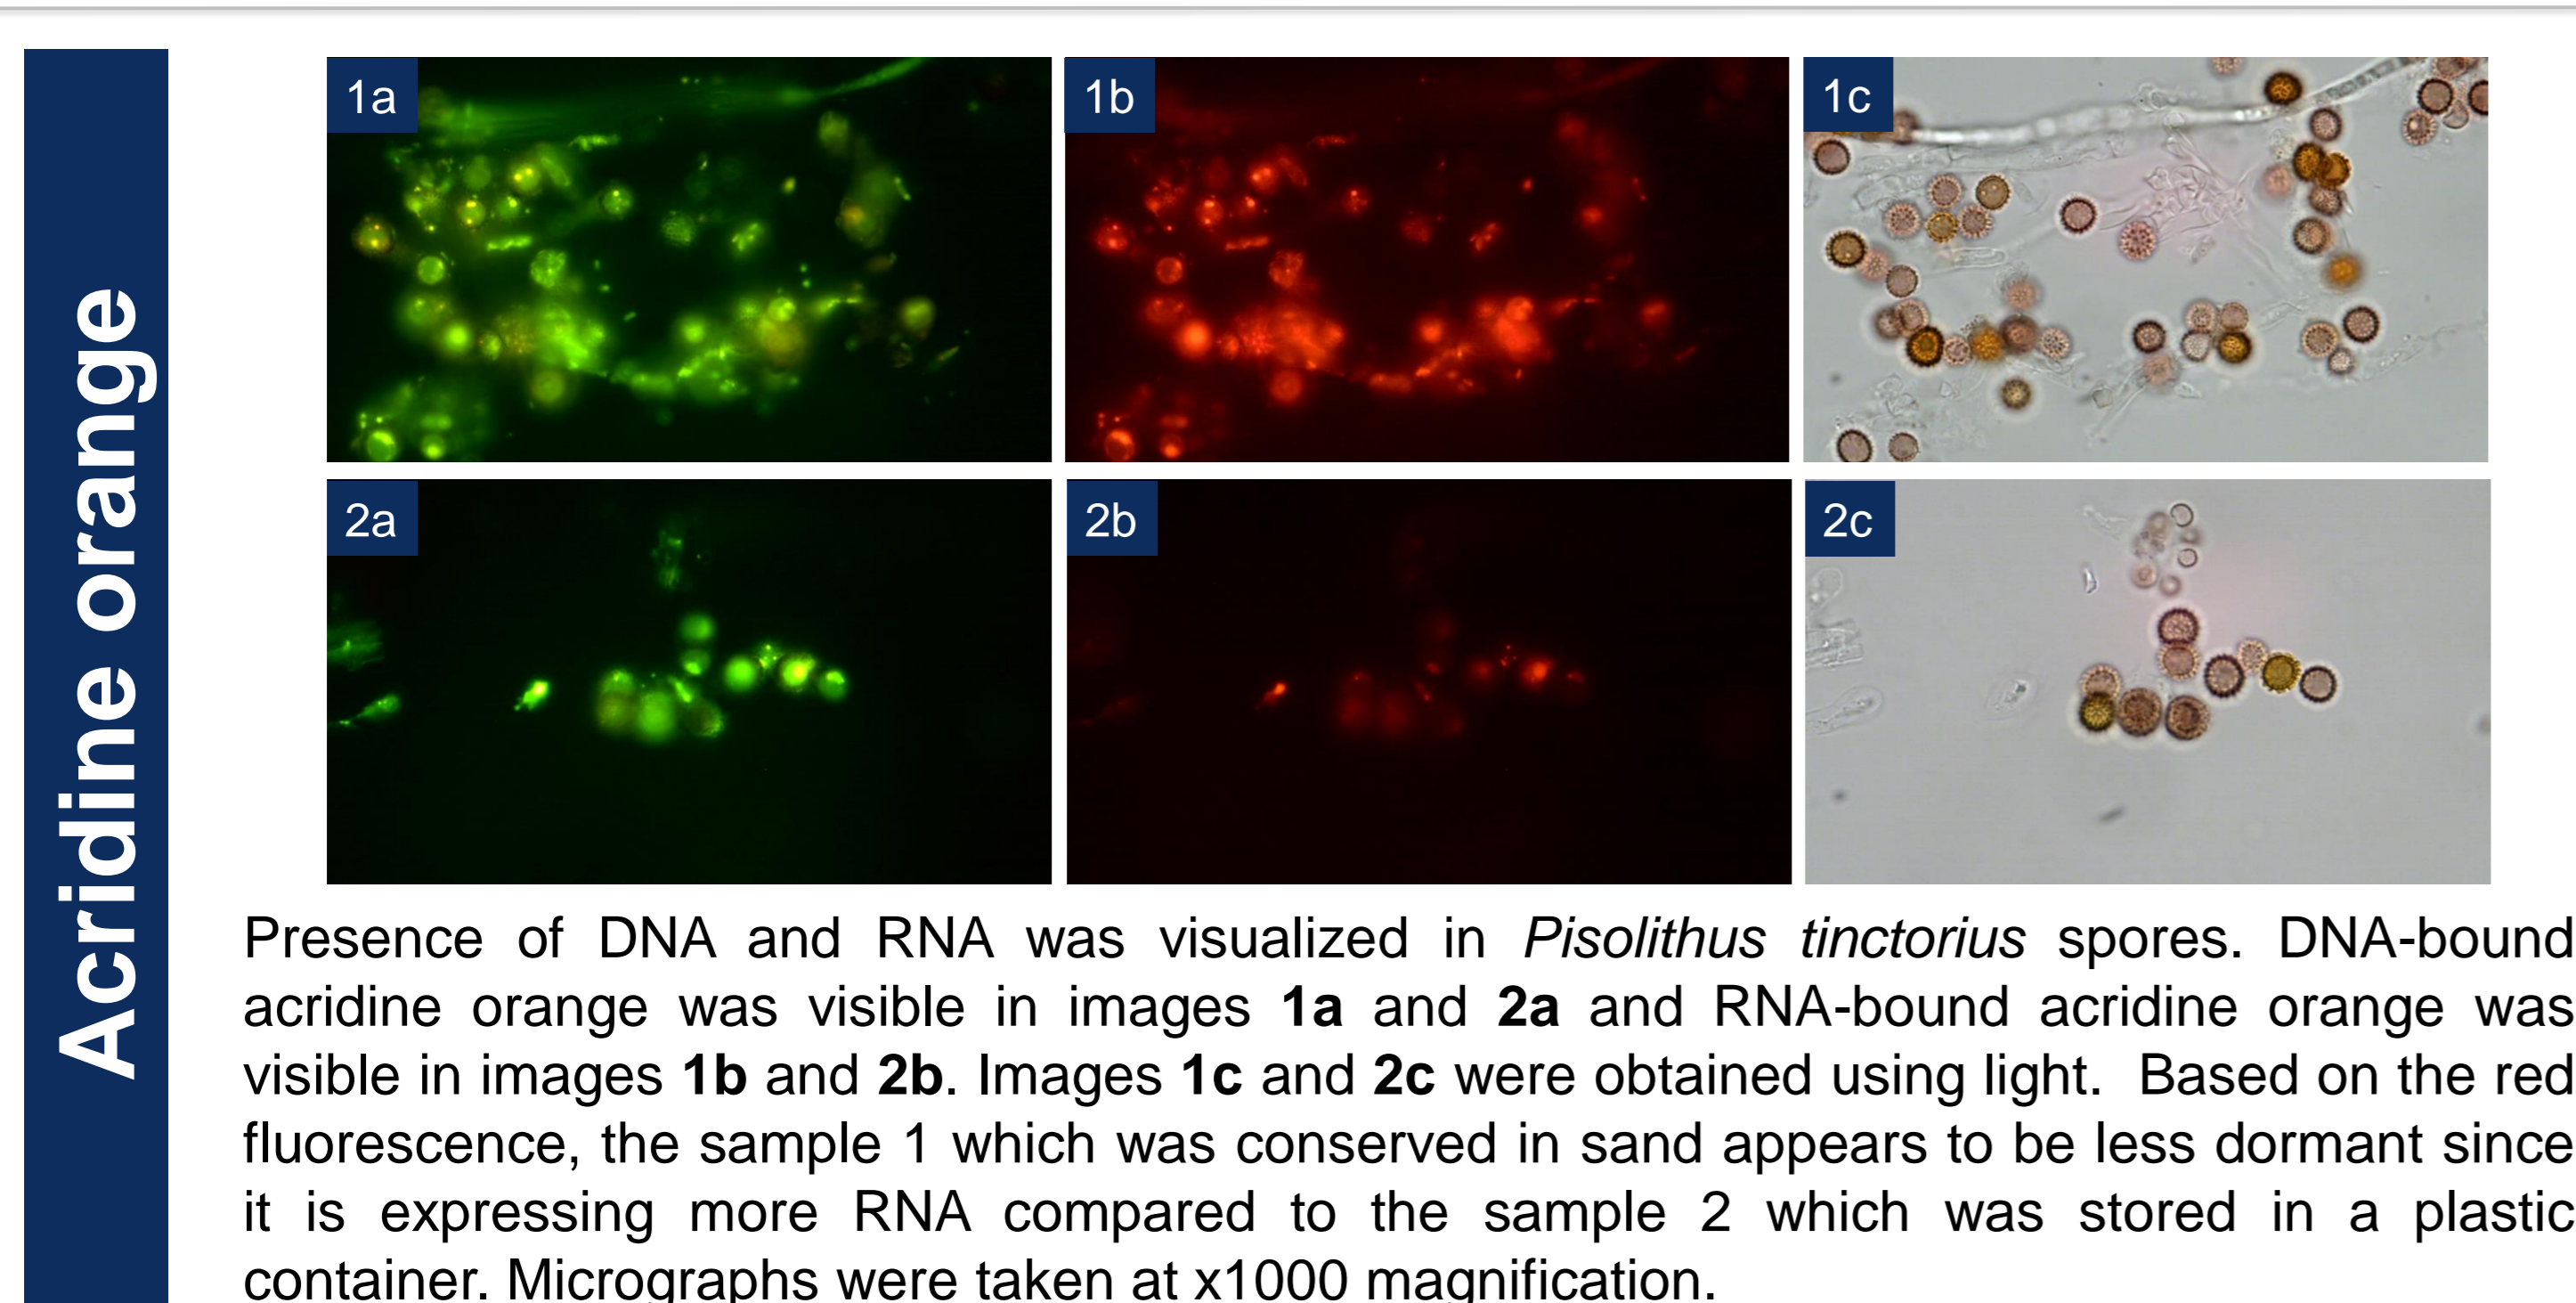 Acridine orange
1a
1b
1c
2a
2b
2c
Presence of DNA and RNA was visualized in Pisolithus tinctorius spores. DNA-bound
acridine orange was visible in images 1a and 2a and RNA-bound acridine orange was
visible in images 1b and 2b. Images 1c and 2c were obtained using light. Based on the red
fluorescence, the sample 1 which was conserved in sand appears to be less dormant since
it is expressing more RNA compared to the sample 2 which was stored in a plastic
container. Micrographs were taken at x1000 magnification.